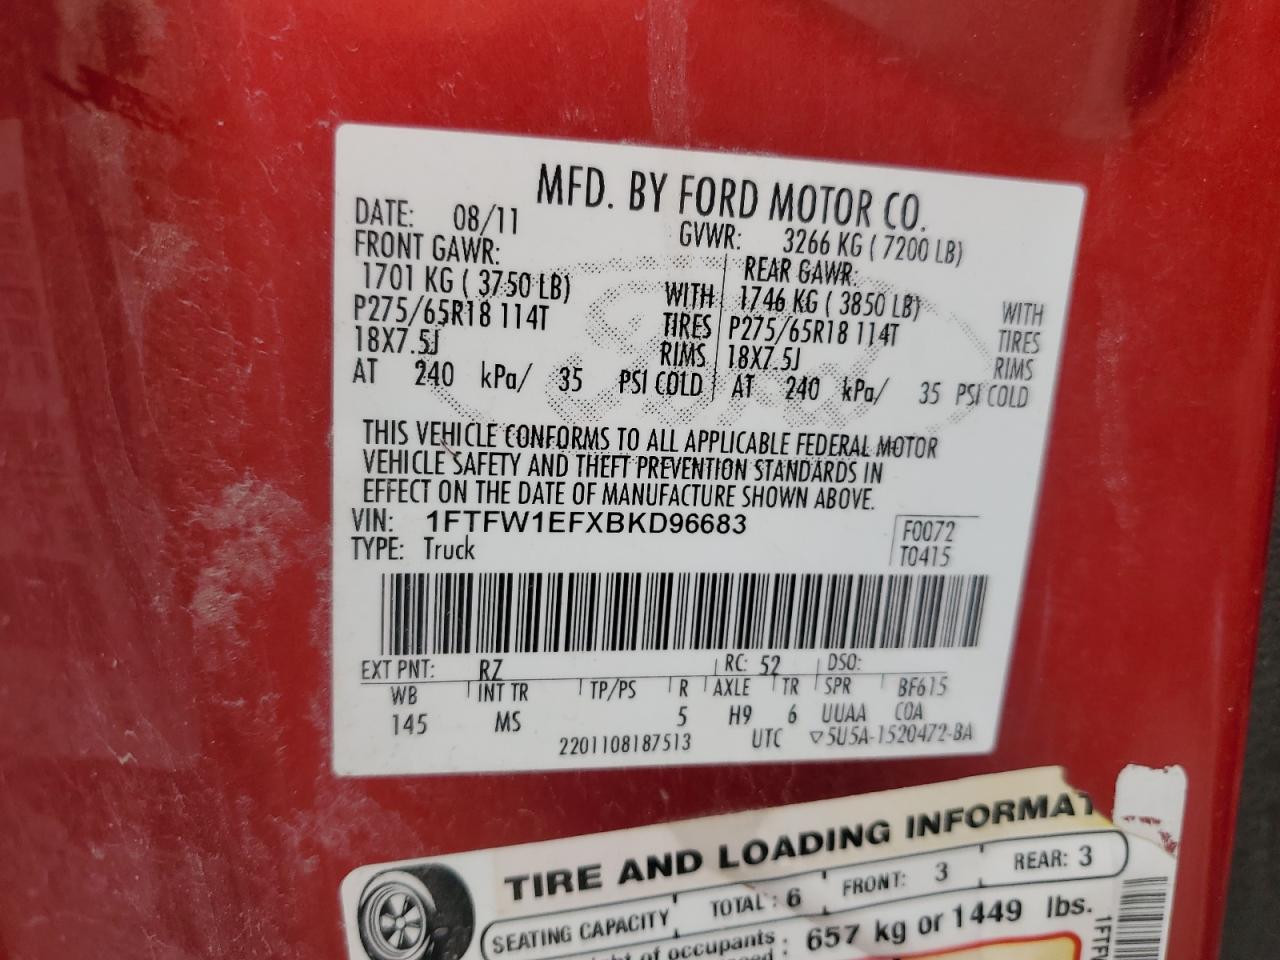 MFD. BY FORD MOTOR CO.
DATE: 08/11 GVWR: 3266 KG ( 7200 LB)
FRONT GAWR: REAR GAWR:
1701 KG ( 3750 LB) WITH 1746 KG ( 3850 LB) WITH
P275/65R18 114T TIRES P275/65R18 114T TIRES
18X7.5J RIMS 18X7.5J RIMS
AT 240 kPa/ 35 PSI COLD AT 240 kPa/ 35 PSI COLD
THIS VEHICLE CONFORMS TO ALL APPLICABLE FEDERAL MOTOR
VEHICLE SAFETY AND THEFT PREVENTION STANDARDS IN
EFFECT ON THE DATE OF MANUFACTURE SHOWN ABOVE.
VIN: 1FTFW1EFXBKD96683 F0072
TYPE: Truck T0415
EXT PNT: RZ RC: 52 DSO:
WB INT TR TP/PS R AXLE TR SPR BF615
145 MS 5 H9 6 UUAA COA
2201108187513 UTC ▽5U5A-1520472-BA
TIRE AND LOADING INFORMAT
SEATING CAPACITY TOTAL : 6 FRONT: 3 REAR: 3
of occupants : 657 kg or 1449 lbs.